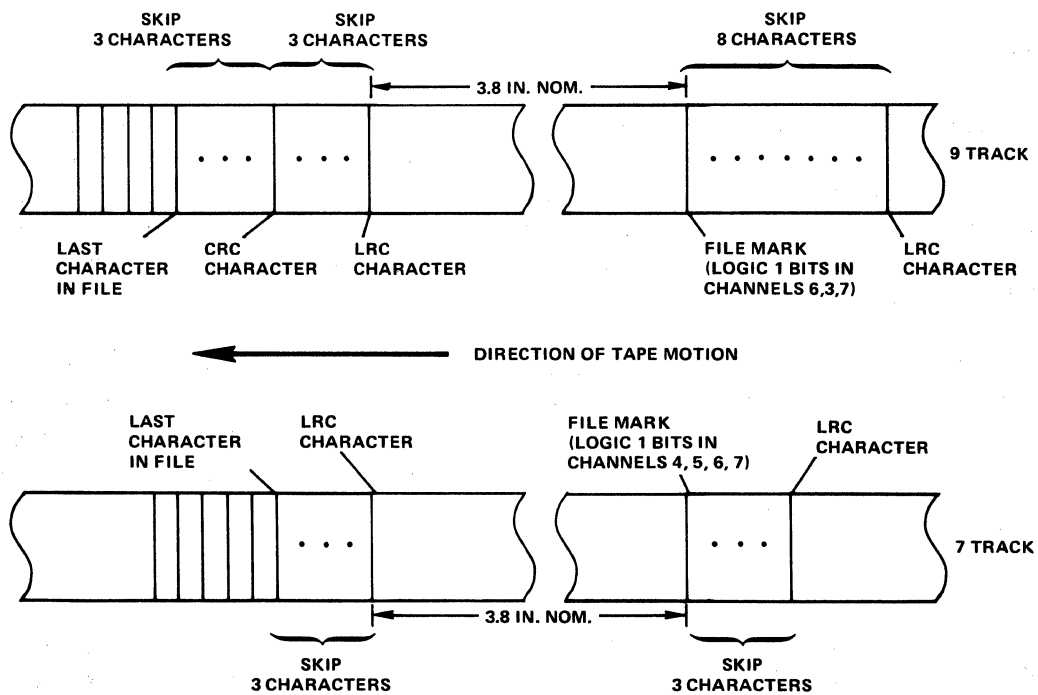 SKIP
3 CHARACTERS
SKIP
3 CHARACTERS
SKIP
8 CHARACTERS
3.8 IN. NOM.
9 TRACK
LAST
CHARACTER
IN FILE
CRC
CHARACTER
LRC
CHARACTER
FILE MARK
(LOGIC 1 BITS IN
CHANNELS 6,3,7)
LRC
CHARACTER
DIRECTION OF TAPE MOTION
LAST
CHARACTER
IN FILE
LRC
CHARACTER
FILE MARK
(LOGIC 1 BITS IN
CHANNELS 4, 5, 6, 7)
LRC
CHARACTER
7 TRACK
3.8 IN. NOM.
SKIP
3 CHARACTERS
SKIP
3 CHARACTERS